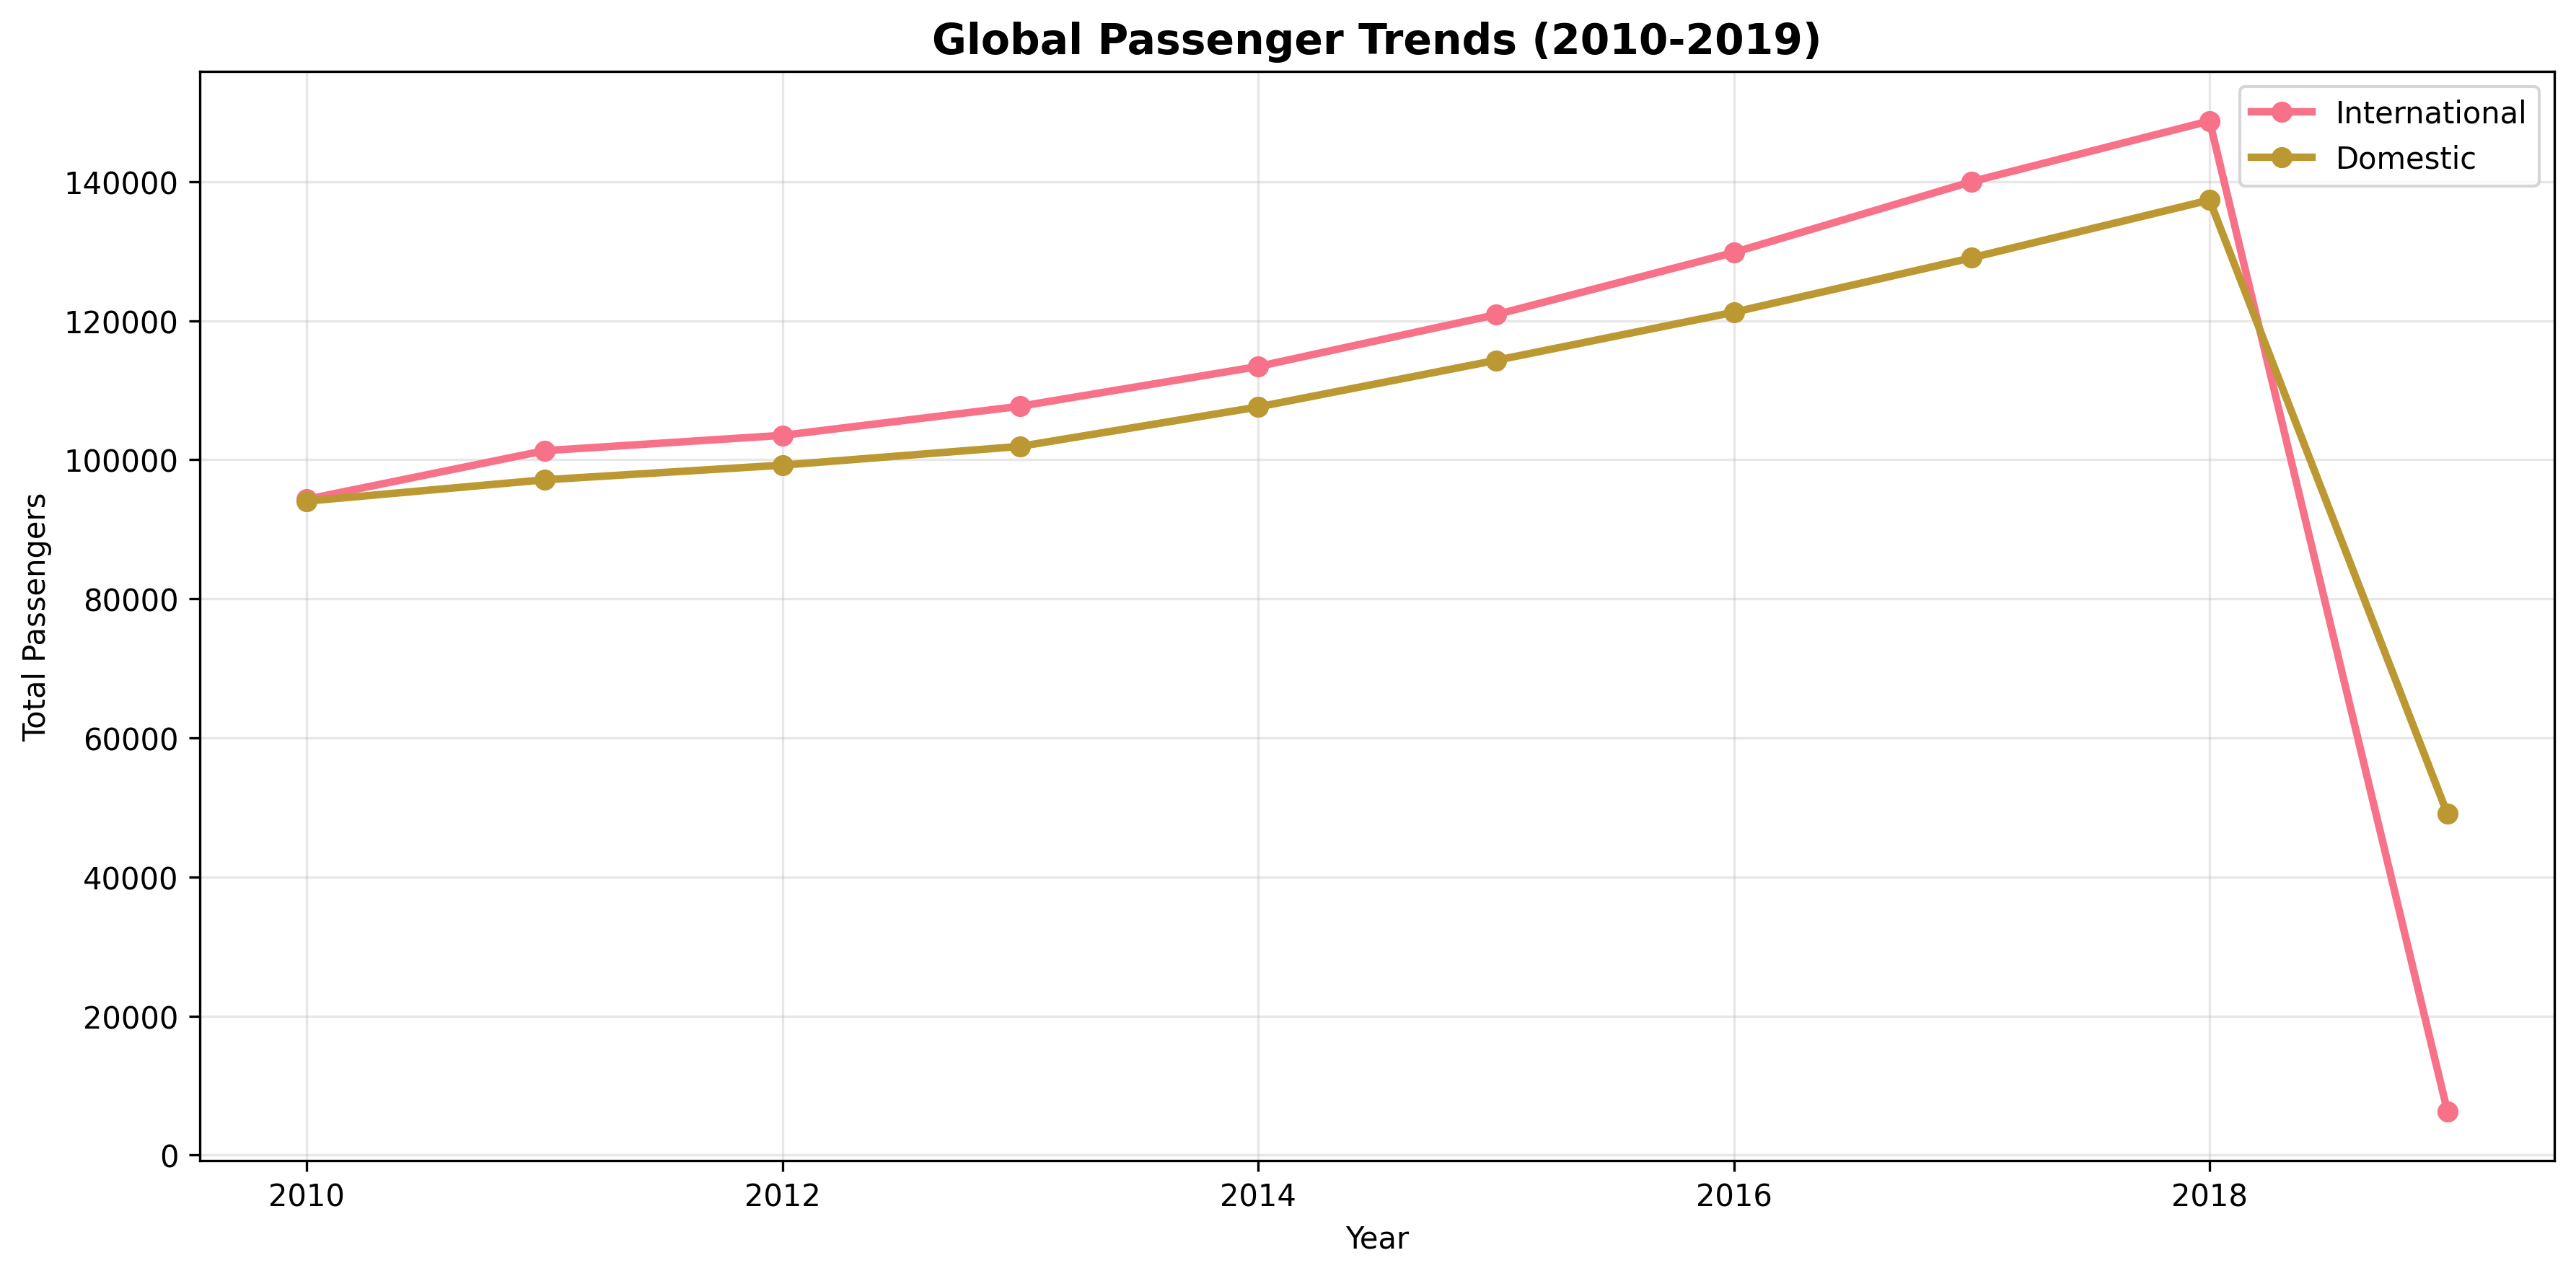 Global Passenger Trends (2010-2019)
International
Domestic
140000
120000
100000
80000
60000
40000
20000
0
Total Passengers
2010
2012
2014
2016
2018
Year